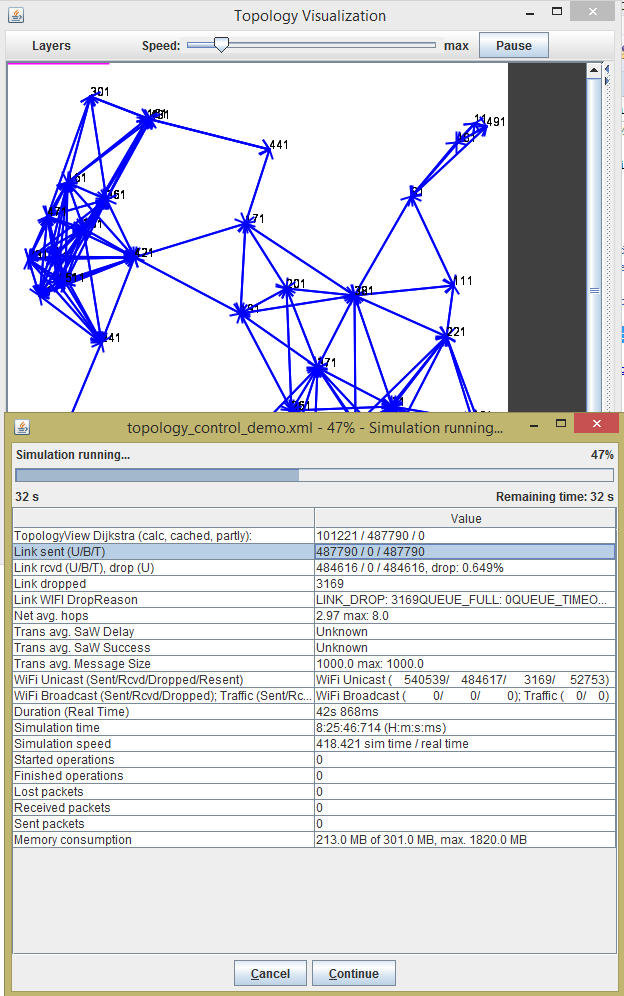 Topology Visualization
Layers Speed: max Pause
301
441
491
11
71
421
111
201
221
topology_control_demo.xml - 47% - Simulation running...
Simulation running... 47%
32 s Remaining time: 32 s
Value
TopologyView Dijkstra (calc, cached, partly): 101221 / 487790 / 0
Link sent (U/B/T) 487790 / 0 / 487790
Link rcvd (U/B/T), drop (U) 484616 / 0 / 484616, drop: 0.649%
Link dropped 3169
Link WIFI DropReason LINK_DROP: 3169QUEUE_FULL: 0QUEUE_TIMEO...
Net avg. hops 2.97 max: 8.0
Trans avg. SaW Delay Unknown
Trans avg. SaW Success Unknown
Trans avg. Message Size 1000.0 max: 1000.0
WiFi Unicast (Sent/Rcvd/Dropped/Resent) WiFi Unicast ( 540539/ 484617/ 3169/ 52753)
WiFi Broadcast (Sent/Rcvd/Dropped); Traffic (Sent/Rc... WiFi Broadcast ( 0/ 0/ 0); Traffic ( 0/ 0)
Duration (Real Time) 42s 868ms
Simulation time 8:25:46:714 (H:m:s:ms)
Simulation speed 418.421 sim time / real time
Started operations 0
Finished operations 0
Lost packets 0
Received packets 0
Sent packets 0
Memory consumption 213.0 MB of 301.0 MB, max. 1820.0 MB
Cancel Continue